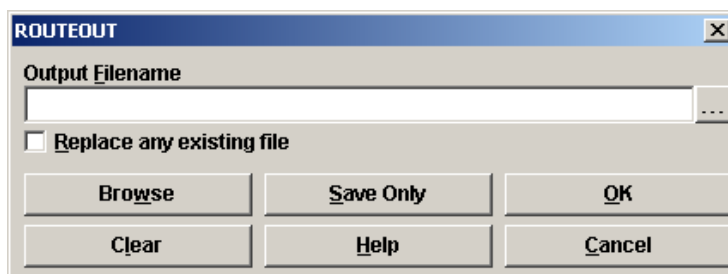 ROUTEOUT
Output Filename
...
Replace any existing file
Browse Save Only OK
Clear Help Cancel